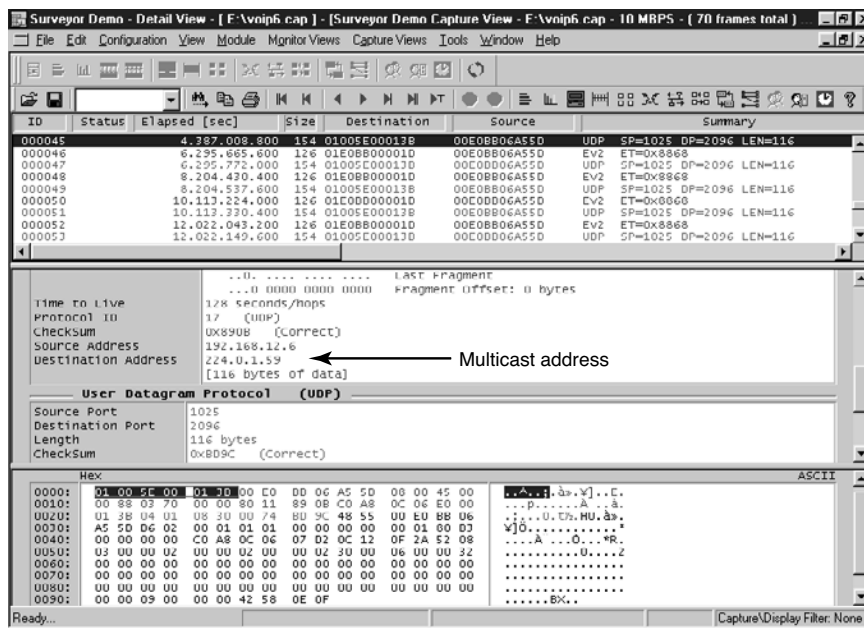 Surveyor Demo - Detail View - [ E:\voip6.cap ] - [Surveyor Demo Capture View - E:\voip6.cap - 10 MBPS - ( 70 frames total ) ...
File Edit Configuration View Module Monitor Views Capture Views Tools Window Help
ID Status Elapsed [sec] Size Destination Source Summary
000045 4.387.008.800 154 01005E00013B 00E0BB06A55D UDP SP=1025 DP=2096 LEN=116
000046 6.295.665.600 126 01E0BB00001D 00E0BB06A55D Ev2 ET=0x8868
000047 6.295.772.000 154 01005E00013B 00E0BB06A55D UDP SP=1025 DP=2096 LEN=116
000048 8.204.430.400 126 01E0BB00001D 00E0BB06A55D Ev2 ET=0x8868
000049 8.204.537.600 154 01005E00013B 00E0BB06A55D UDP SP=1025 DP=2096 LEN=116
000050 10.113.224.000 126 01E0BB00001D 00E0BB06A55D Ev2 ET=0x8868
000051 10.113.330.400 154 01005E00013B 00E0BB06A55D UDP SP=1025 DP=2096 LEN=116
000052 12.022.043.200 126 01E0BB00001D 00E0BB06A55D Ev2 ET=0x8868
000053 12.022.149.600 154 01005E00013B 00E0BB06A55D UDP SP=1025 DP=2096 LEN=116
..0. .... .... .... Last Fragment
...0 0000 0000 0000 Fragment Offset: 0 bytes
Time to Live 128 seconds/hops
Protocol ID 17 (UDP)
Checksum 0x890B (Correct)
Source Address 192.168.12.6
Destination Address 224.0.1.59
Multicast address
[116 bytes of data]
User Datagram Protocol (UDP)
Source Port 1025
Destination Port 2096
Length 116 bytes
CheckSum 0xBD9C (Correct)
Hex ASCII
0000: 01 00 5E 00 01 3B 00 E0 BB 06 A5 5D 08 00 45 00
0010: 00 88 03 70 00 00 80 11 89 0B C0 A8 0C 06 E0 00
0020: 01 3B 04 01 08 30 00 74 BD 9C 48 55 00 E0 BB 06
0030: A5 5D D6 02 00 01 01 01 00 00 00 00 00 01 80
0040: 00 00 00 00 C0 A8 0C 06 07 D2 0C 12 0F 2A 52 08
0050: 03 00 00 02 00 00 02 00 00 02 30 00 06 00 00 32
0060: 00 00 00 00 00 00 00 00 00 00 00 00 00 00 00 00
0070: 00 00 00 00 00 00 00 00 00 00 00 00 00 00 00 00
0080: 00 00 00 00 00 00 00 00 00 00 00 00 00 00 00 00
0090: 00 00 09 00 00 00 42 58 0E 0F ......BX..
Ready... Capture\Display Filter: None